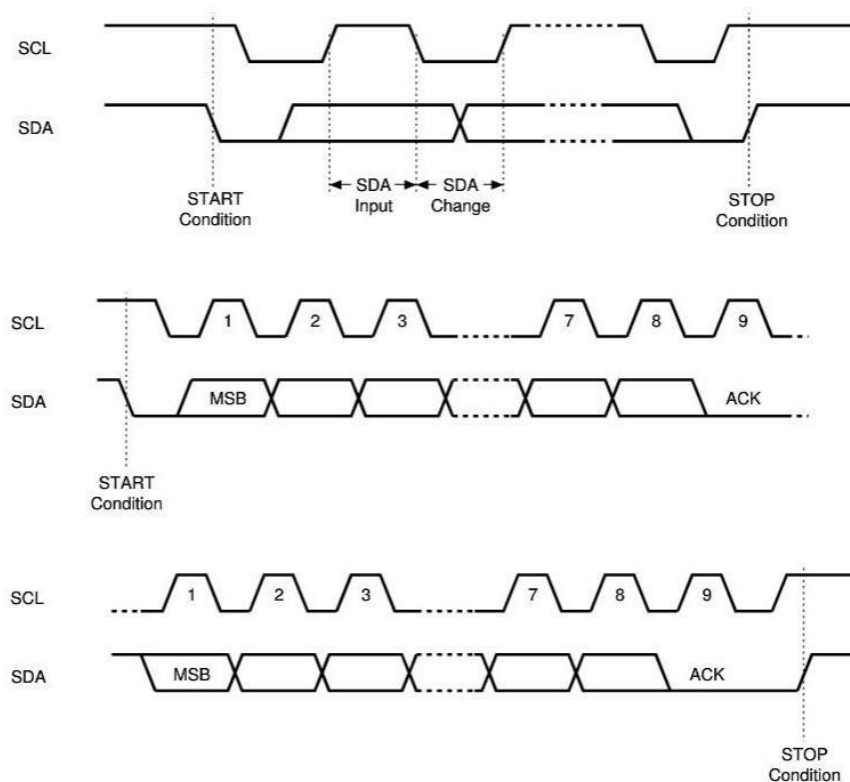 SCL
SDA
SDA
Input
SDA
Change
START
Condition
STOP
Condition
SCL
1 2 3 7 8 9
SDA
MSB ACK
START
Condition
SCL
1 2 3 7 8 9
SDA
MSB ACK
STOP
Condition